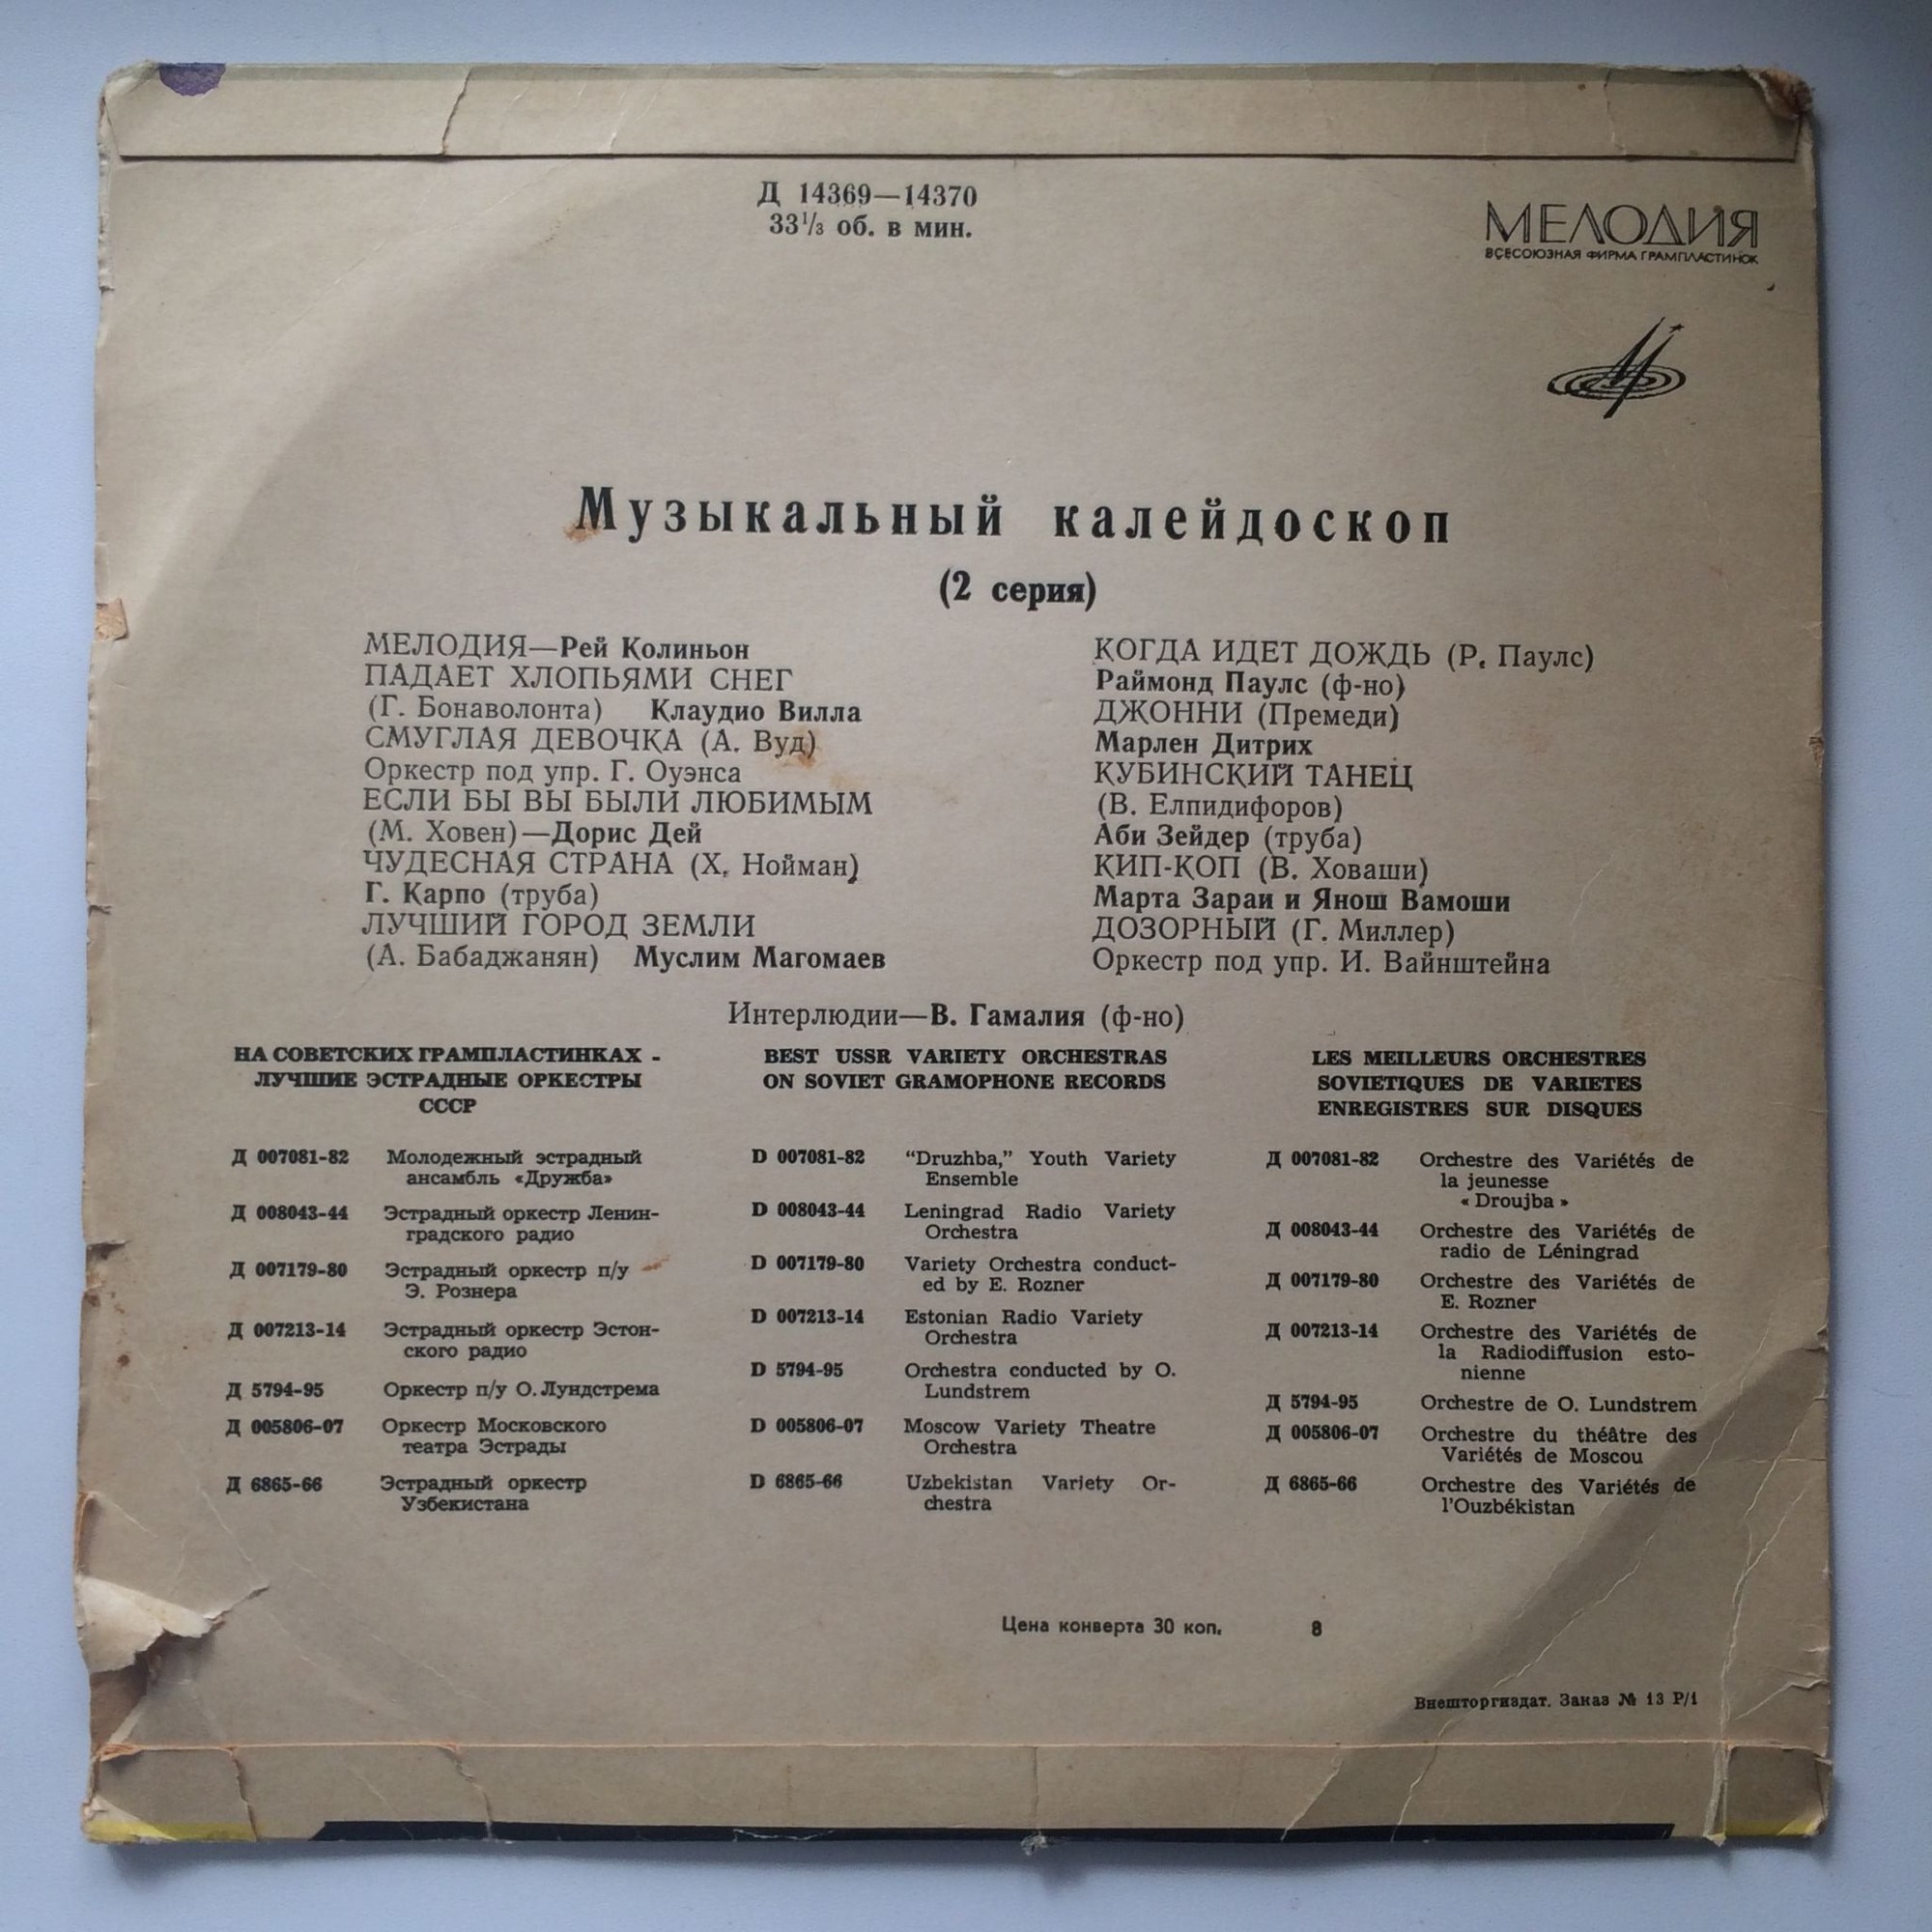 Д 14369—14370
33⅓ об. в мин.
МЕЛОДИЯ
ВСЕСОЮЗНАЯ ФИРМА ГРАМПЛАСТИНОК
Музыкальный калейдоскоп
(2 серия)
МЕЛОДИЯ—Рей Колиньон
ПАДАЕТ ХЛОПЬЯМИ СНЕГ
(Г. Бонаволонта) Клаудио Вилла
СМУГЛАЯ ДЕВОЧКА (А. Вуд)
Оркестр под упр. Г. Оуэнса
ЕСЛИ БЫ ВЫ БЫЛИ ЛЮБИМЫМ
(М. Ховен)—Дорис Дей
ЧУДЕСНАЯ СТРАНА (Х. Нойман)
Г. Карпо (труба)
ЛУЧШИЙ ГОРОД ЗЕМЛИ
(А. Бабаджанян) Муслим Магомаев
КОГДА ИДЕТ ДОЖДЬ (Р. Паулс)
Раймонд Паулс (ф-но)
ДЖОННИ (Премеди)
Марлен Дитрих
КУБИНСКИЙ ТАНЕЦ
(В. Елпидифоров)
Аби Зейдер (труба)
КИП-КОП (В. Ховаши)
Марта Зараи и Янош Вамоши
ДОЗОРНЫЙ (Г. Миллер)
Оркестр под упр. И. Вайнштейна
Интерлюдии—В. Гамалия (ф-но)
НА СОВЕТСКИХ ГРАМПЛАСТИНКАХ -
ЛУЧШИЕ ЭСТРАДНЫЕ ОРКЕСТРЫ
СССР
Д 007081-82 Молодежный эстрадный
ансамбль «Дружба»
Д 008043-44 Эстрадный оркестр Ленин-
градского радио
Д 007179-80 Эстрадный оркестр п/у
Э. Рознера
Д 007213-14 Эстрадный оркестр Эстон-
ского радио
Д 5794-95 Оркестр п/у О. Лундстрема
Д 005806-07 Оркестр Московского
театра Эстрады
Д 6865-66 Эстрадный оркестр
Узбекистана
BEST USSR VARIETY ORCHESTRAS
ON SOVIET GRAMOPHONE RECORDS
D 007081-82 “Druzhba,” Youth Variety
Ensemble
D 008043-44 Leningrad Radio Variety
Orchestra
D 007179-80 Variety Orchestra conduct-
ed by E. Rozner
D 007213-14 Estonian Radio Variety
Orchestra
D 5794-95 Orchestra conducted by O.
Lundstrem
D 005806-07 Moscow Variety Theatre
Orchestra
D 6865-66 Uzbekistan Variety Or-
chestra
LES MEILLEURS ORCHESTRES
SOVIETIQUES DE VARIETES
ENREGISTRES SUR DISQUES
Д 007081-82 Orchestre des Variétés de
la jeunesse
« Droujba »
Д 008043-44 Orchestre des Variétés de
radio de Léningrad
Д 007179-80 Orchestre des Variétés de
E. Rozner
Д 007213-14 Orchestre des Variétés de
la Radiodiffusion esto-
nienne
Д 5794-95 Orchestre de O. Lundstrem
Д 005806-07 Orchestre du théâtre des
Variétés de Moscou
Д 6865-66 Orchestre des Variétés de
l'Ouzbékistan
Цена конверта 30 коп. 8
Внешторгиздат. Заказ № 13 Р/1